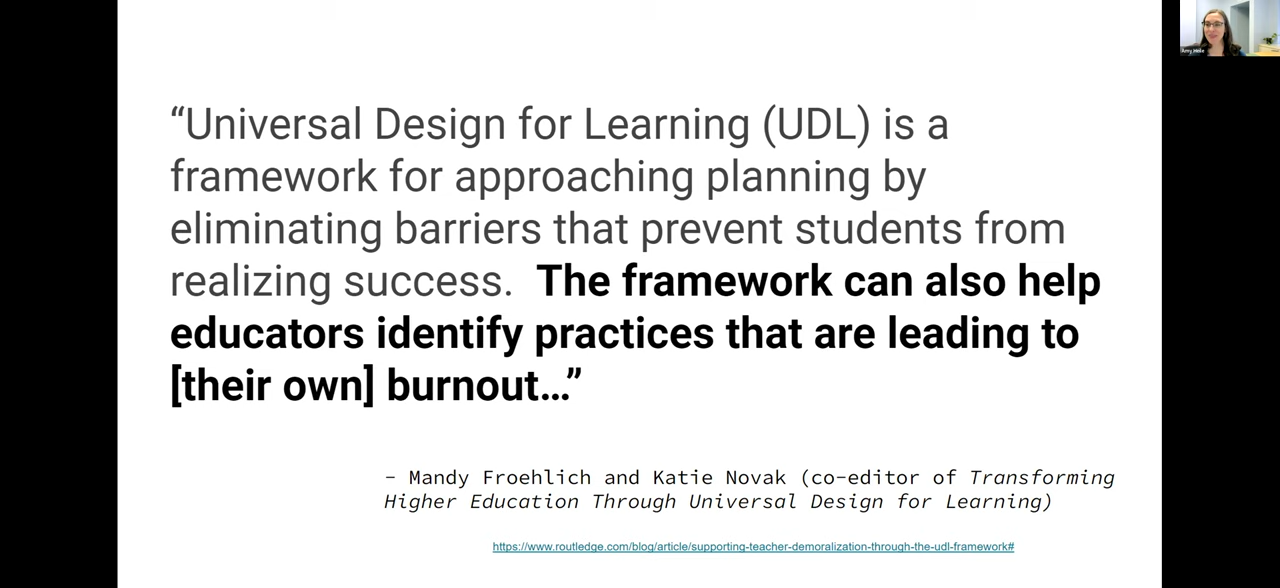 “Universal Design for Learning (UDL) is a
framework for approaching planning by
eliminating barriers that prevent students from
realizing success.  The framework can also help
educators identify practices that are leading to
[their own] burnout…”
– Mandy Froehlich and Katie Novak (co-editor of Transforming
Higher Education Through Universal Design for Learning)
https://www.routledge.com/blog/article/supporting-teacher-demoralization-through-the-udl-framework#